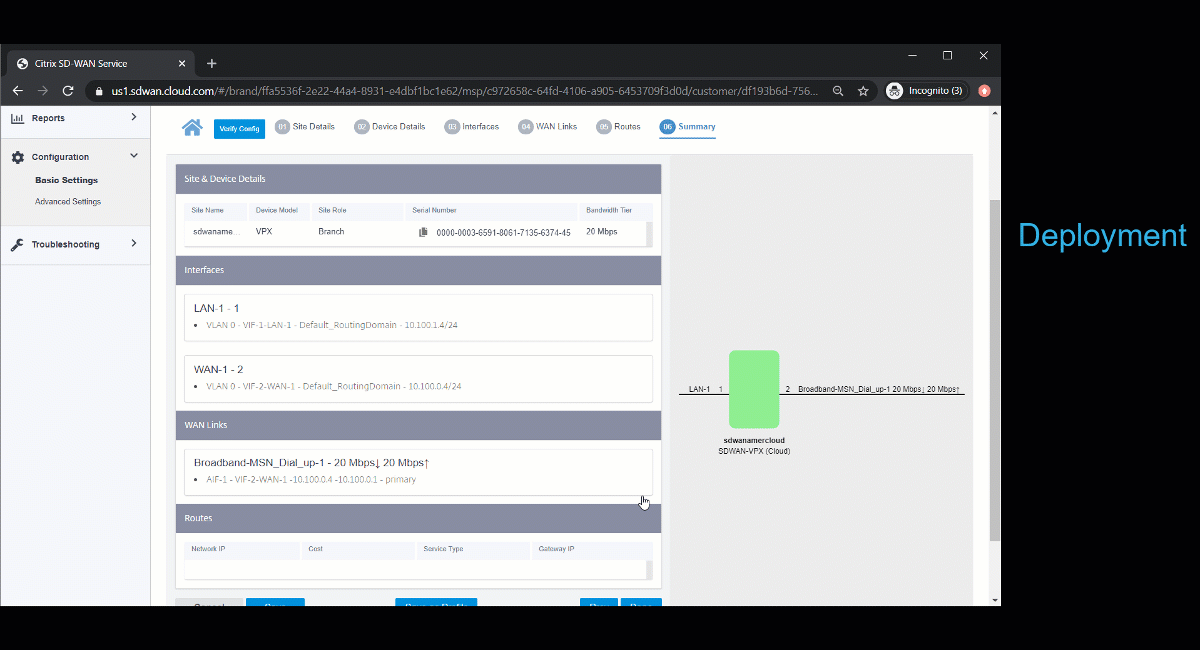 Citrix SD-WAN Service
us1.sdwan.cloud.com/#/brand/ffa5536f-2e22-44a4-8931-e4dbf1bc1e62/msp/c972658c-64fd-4106-a905-6453709f3d0d/customer/df193b6d-756...
Incognito (3)
Reports
Configuration
Basic Settings
Advanced Settings
Troubleshooting
Verify Config
01 Site Details
02 Device Details
03 Interfaces
04 WAN Links
05 Routes
06 Summary
Site & Device Details
Site Name Device Model Site Role Serial Number Bandwidth Tier
sdwaname... VPX Branch 0000-0003-6591-8061-7135-6374-45 20 Mbps
Interfaces
LAN-1 - 1
• VLAN 0 - VIF-1-LAN-1 - Default_RoutingDomain - 10.100.1.4/24
WAN-1 - 2
• VLAN 0 - VIF-2-WAN-1 - Default_RoutingDomain - 10.100.0.4/24
WAN Links
Broadband-MSN_Dial_up-1 - 20 Mbps↓ 20 Mbps↑
• AIF-1 - VIF-2-WAN-1 -10.100.0.4 -10.100.0.1 - primary
Routes
Network IP Cost Service Type Gateway IP
LAN-1 1
2 Broadband-MSN_Dial_up-1 20 Mbps↓ 20 Mbps↑
sdwanamercloud
SDWAN-VPX (Cloud)
Deployment